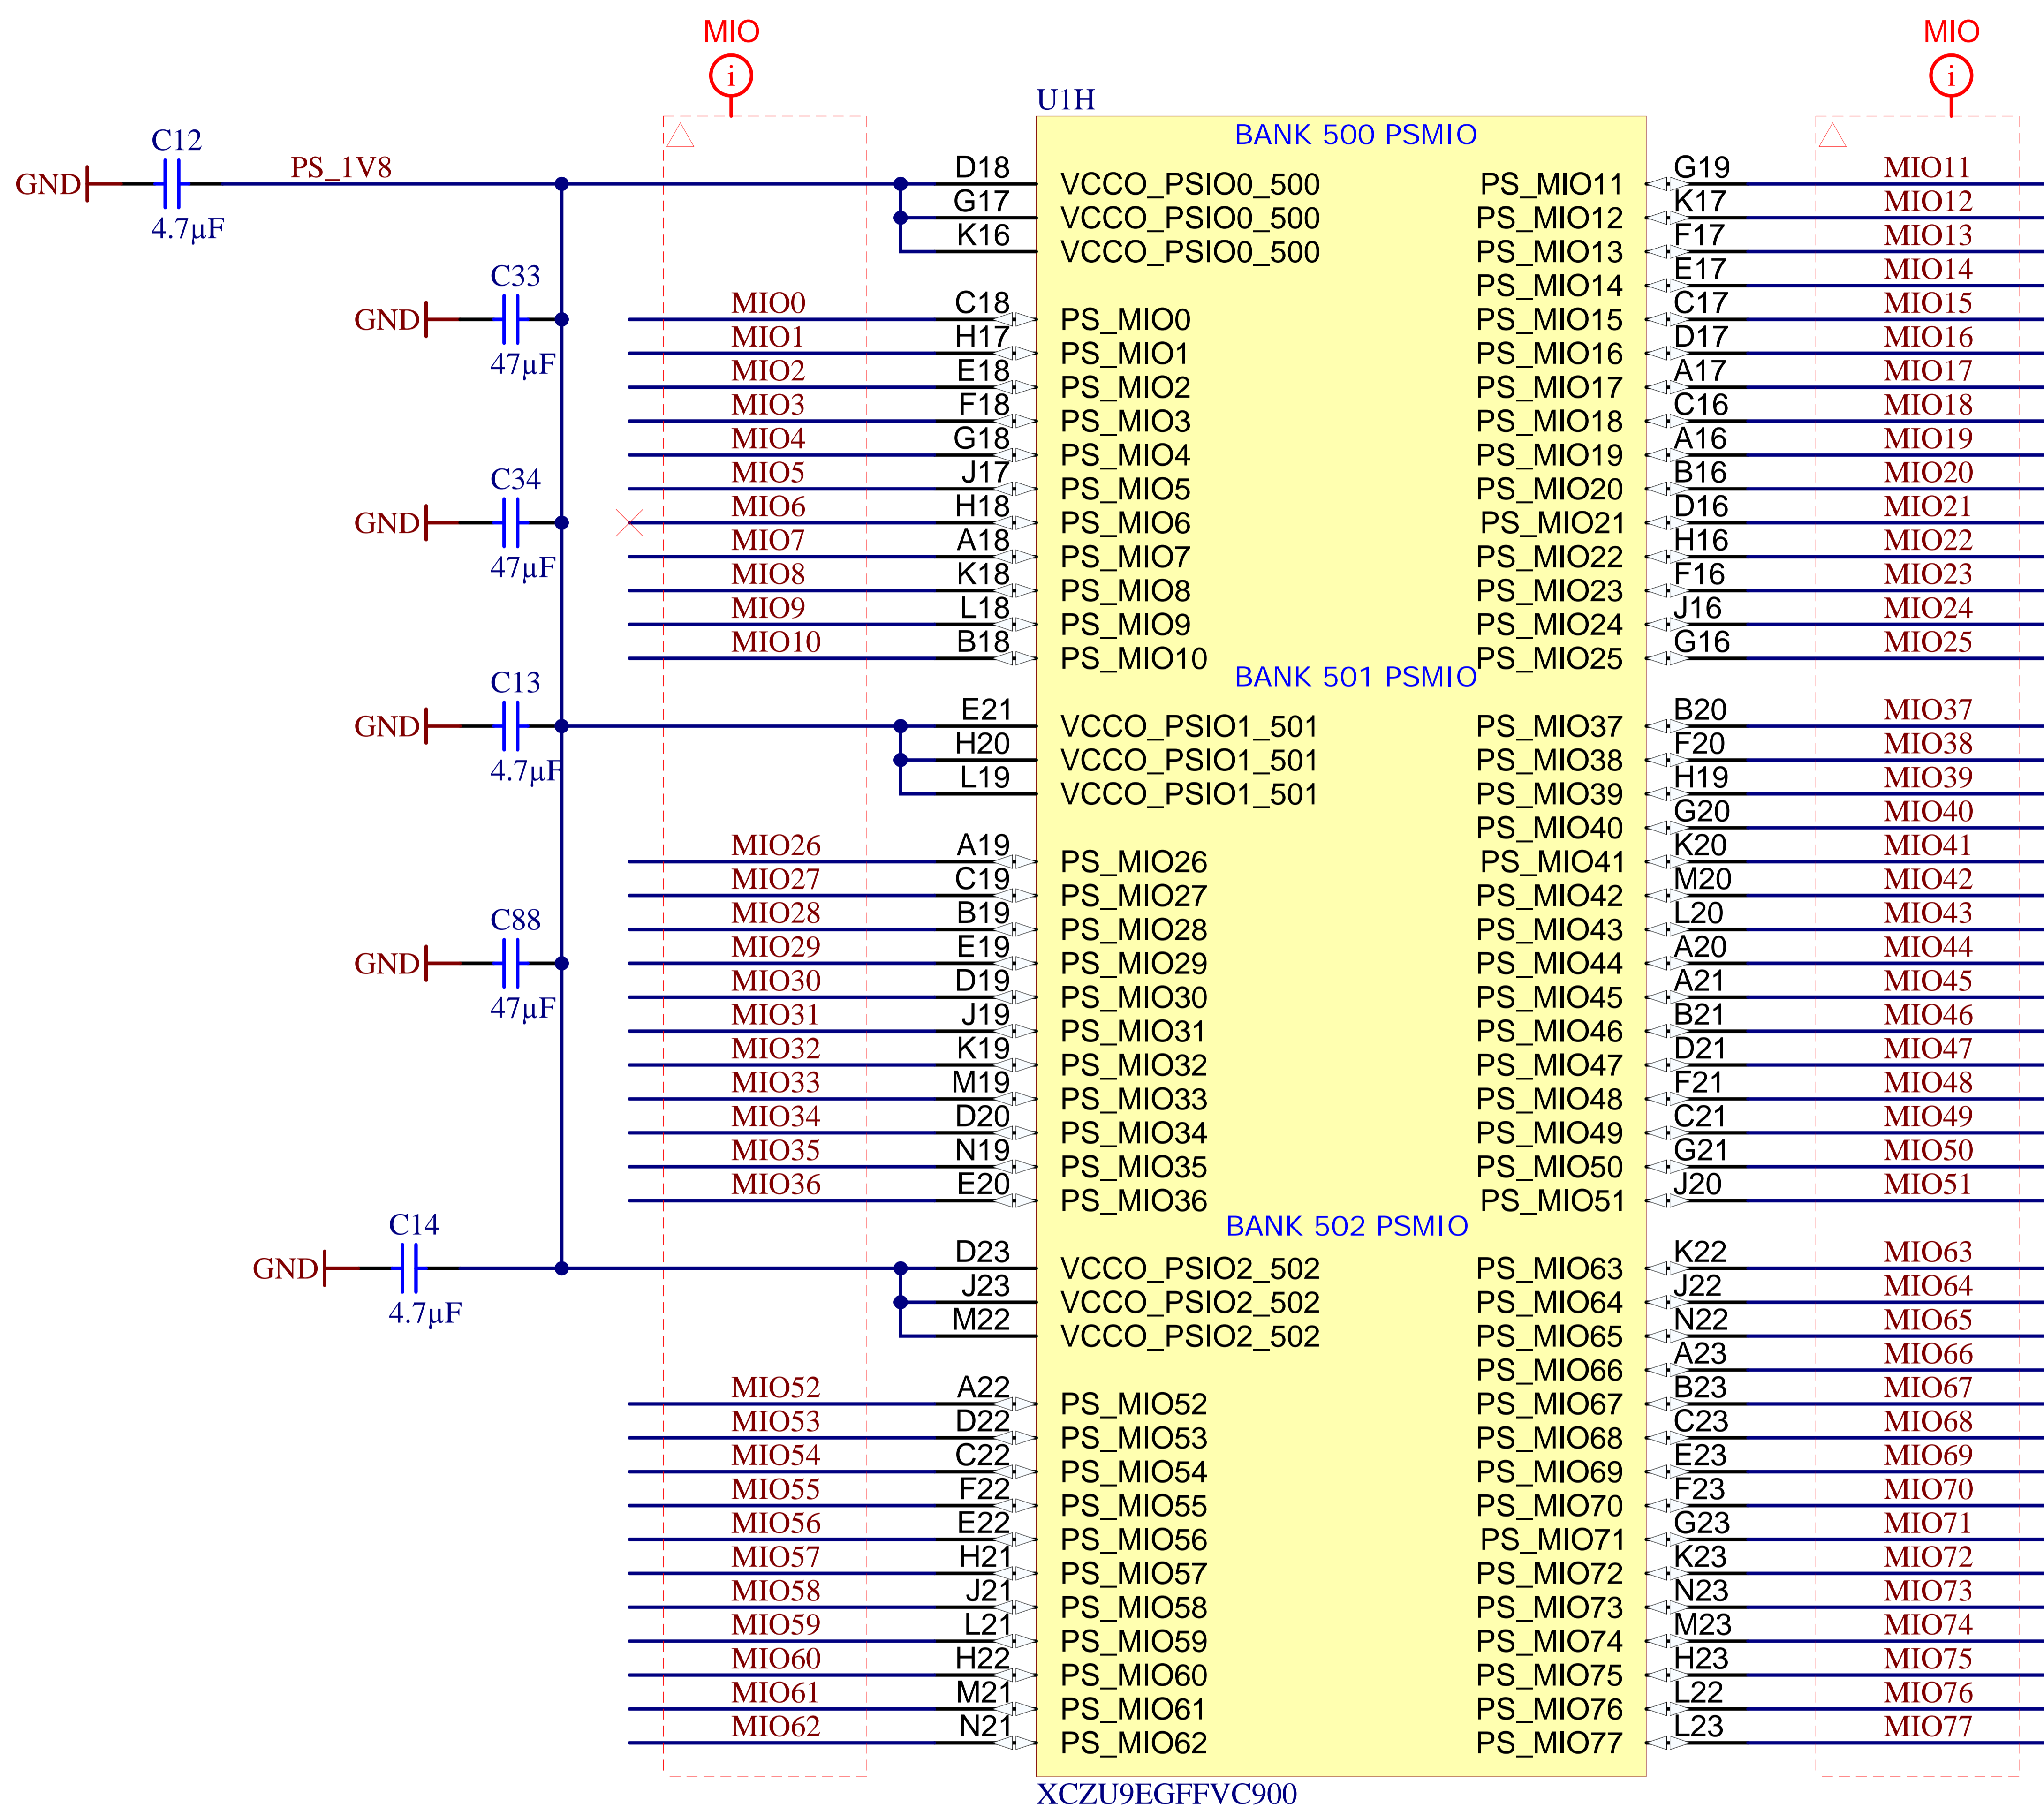 MIO
i
MIO
i
U1H
BANK 500 PSMIO
C12
GND
4.7µF
PS_1V8
D18 VCCO_PSIO0_500 PS_MIO11 G19 MIO11
G17 VCCO_PSIO0_500 PS_MIO12 K17 MIO12
K16 VCCO_PSIO0_500 PS_MIO13 F17 MIO13
PS_MIO14 E17 MIO14
C33
GND
47µF
MIO0 C18 PS_MIO0 PS_MIO15 C17 MIO15
MIO1 H17 PS_MIO1 PS_MIO16 D17 MIO16
MIO2 E18 PS_MIO2 PS_MIO17 A17 MIO17
MIO3 F18 PS_MIO3 PS_MIO18 C16 MIO18
MIO4 G18 PS_MIO4 PS_MIO19 A16 MIO19
C34
GND
47µF
MIO5 J17 PS_MIO5 PS_MIO20 B16 MIO20
MIO6 H18 PS_MIO6 PS_MIO21 D16 MIO21
MIO7 A18 PS_MIO7 PS_MIO22 H16 MIO22
MIO8 K18 PS_MIO8 PS_MIO23 F16 MIO23
MIO9 L18 PS_MIO9 PS_MIO24 J16 MIO24
MIO10 B18 PS_MIO10 PS_MIO25 G16 MIO25
BANK 501 PSMIO
C13
GND
4.7µF
E21 VCCO_PSIO1_501 PS_MIO37 B20 MIO37
H20 VCCO_PSIO1_501 PS_MIO38 F20 MIO38
L19 VCCO_PSIO1_501 PS_MIO39 H19 MIO39
PS_MIO40 G20 MIO40
MIO26 A19 PS_MIO26 PS_MIO41 K20 MIO41
MIO27 C19 PS_MIO27 PS_MIO42 M20 MIO42
MIO28 B19 PS_MIO28 PS_MIO43 L20 MIO43
C88
GND
47µF
MIO29 E19 PS_MIO29 PS_MIO44 A20 MIO44
MIO30 D19 PS_MIO30 PS_MIO45 A21 MIO45
MIO31 J19 PS_MIO31 PS_MIO46 B21 MIO46
MIO32 K19 PS_MIO32 PS_MIO47 D21 MIO47
MIO33 M19 PS_MIO33 PS_MIO48 F21 MIO48
MIO34 D20 PS_MIO34 PS_MIO49 C21 MIO49
MIO35 N19 PS_MIO35 PS_MIO50 G21 MIO50
MIO36 E20 PS_MIO36 PS_MIO51 J20 MIO51
BANK 502 PSMIO
C14
GND
4.7µF
D23 VCCO_PSIO2_502 PS_MIO63 K22 MIO63
J23 VCCO_PSIO2_502 PS_MIO64 J22 MIO64
M22 VCCO_PSIO2_502 PS_MIO65 N22 MIO65
PS_MIO66 A23 MIO66
MIO52 A22 PS_MIO52 PS_MIO67 B23 MIO67
MIO53 D22 PS_MIO53 PS_MIO68 C23 MIO68
MIO54 C22 PS_MIO54 PS_MIO69 E23 MIO69
MIO55 F22 PS_MIO55 PS_MIO70 F23 MIO70
MIO56 E22 PS_MIO56 PS_MIO71 G23 MIO71
MIO57 H21 PS_MIO57 PS_MIO72 K23 MIO72
MIO58 J21 PS_MIO58 PS_MIO73 N23 MIO73
MIO59 L21 PS_MIO59 PS_MIO74 M23 MIO74
MIO60 H22 PS_MIO60 PS_MIO75 H23 MIO75
MIO61 M21 PS_MIO61 PS_MIO76 L22 MIO76
MIO62 N21 PS_MIO62 PS_MIO77 L23 MIO77
XCZU9EGFFVC900